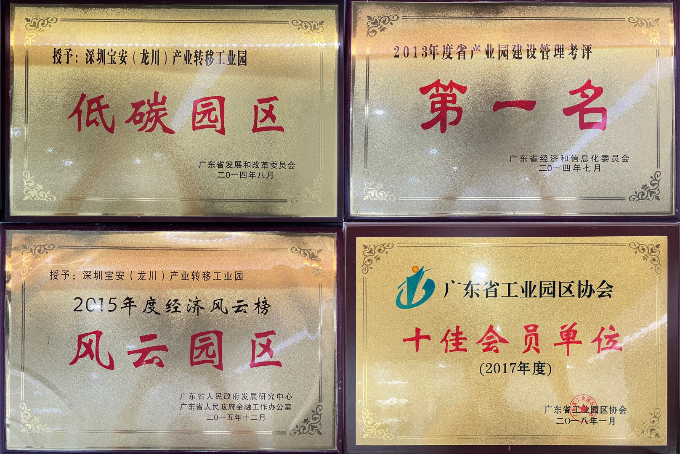 授予：深圳宝安（龙川）产业转移工业园
低碳园区
广东省发展和改革委员会
二〇一四年八月
2013年度省产业园建设管理考评
第一名
广东省经济和信息化委员会
二〇一四年七月
授予：深圳宝安（龙川）产业转移工业园
2015年度经济风云榜
风云园区
广东省人民政府发展研究中心
广东省人民政府金融工作办公室
二〇一五年十二月
广东省工业园区协会
十佳会员单位
(2017年度)
广东省工业园区协会
二〇一八年一月